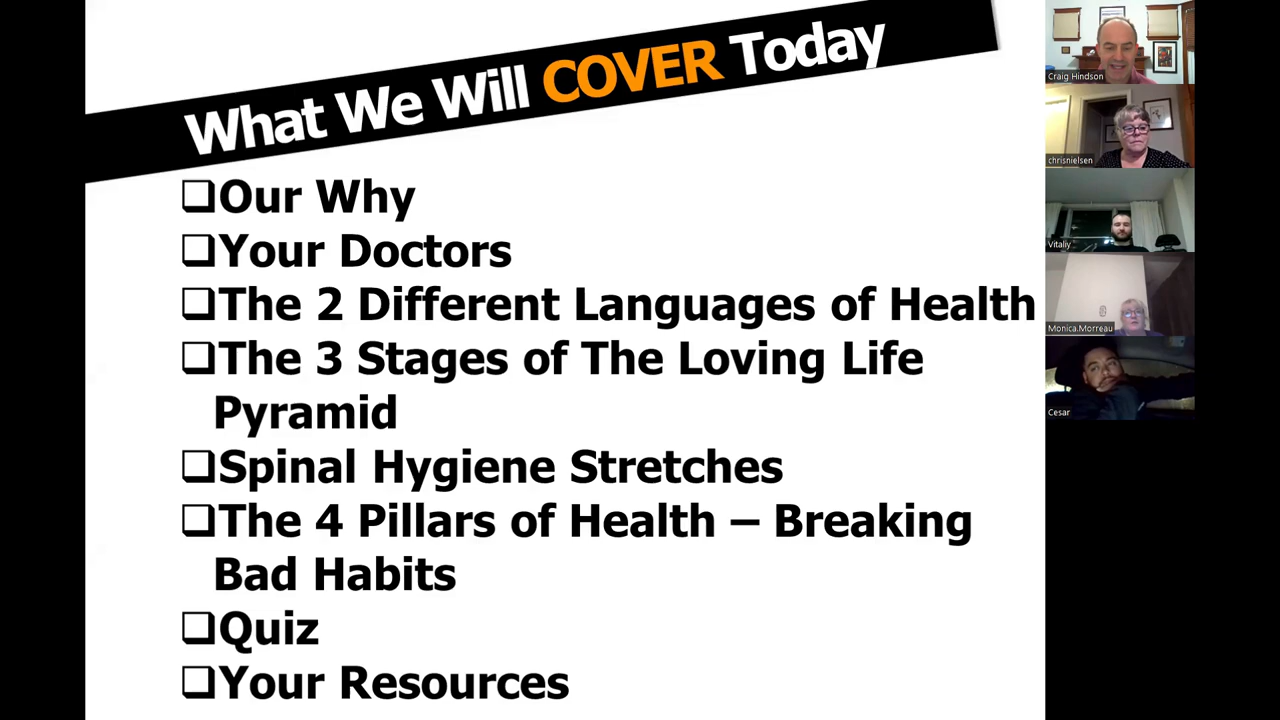 What We Will COVER Today
❑Our Why
❑Your Doctors
❑The 2 Different Languages of Health
❑The 3 Stages of The Loving Life
Pyramid
❑Spinal Hygiene Stretches
❑The 4 Pillars of Health – Breaking
Bad Habits
❑Quiz
❑Your Resources
Craig Hindson
chrisnielsen
Vitaliy
Monica.Morreau
Cesar